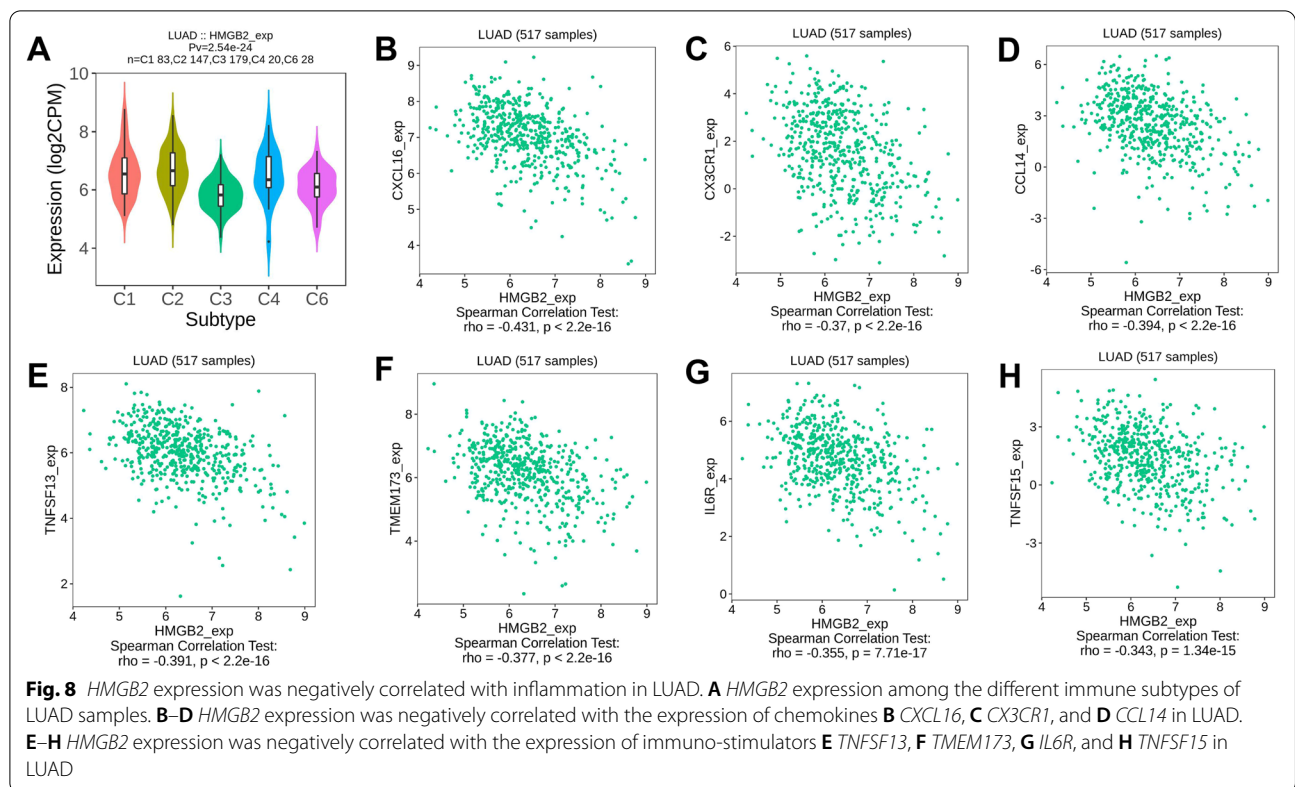 A
LUAD :: HMGB2_exp
Pv=2.54e-24
n=C1 83,C2 147,C3 179,C4 20,C6 28
Expression (log2CPM)
10
8
6
4
C1 C2 C3 C4 C6
Subtype
B
LUAD (517 samples)
CXCL16_exp
9
8
7
6
5
4
4 5 6 7 8 9
HMGB2_exp
Spearman Correlation Test:
rho = -0.431, p < 2.2e-16
C
LUAD (517 samples)
CX3CR1_exp
6
4
2
0
-2
4 5 6 7 8 9
HMGB2_exp
Spearman Correlation Test:
rho = -0.37, p < 2.2e-16
D
LUAD (517 samples)
CCL14_exp
6
3
0
-3
-6
4 5 6 7 8 9
HMGB2_exp
Spearman Correlation Test:
rho = -0.394, p < 2.2e-16
E
LUAD (517 samples)
TNFSF13_exp
8
6
4
2
4 5 6 7 8 9
HMGB2_exp
Spearman Correlation Test:
rho = -0.391, p < 2.2e-16
F
LUAD (517 samples)
TMEM173_exp
8
6
4
4 5 6 7 8 9
HMGB2_exp
Spearman Correlation Test:
rho = -0.377, p < 2.2e-16
G
LUAD (517 samples)
IL6R_exp
6
4
2
0
4 5 6 7 8 9
HMGB2_exp
Spearman Correlation Test:
rho = -0.355, p = 7.71e-17
H
LUAD (517 samples)
TNFSF15_exp
3
0
-3
4 5 6 7 8 9
HMGB2_exp
Spearman Correlation Test:
rho = -0.343, p = 1.34e-15
Fig. 8 HMGB2 expression was negatively correlated with inflammation in LUAD. A HMGB2 expression among the different immune subtypes of
LUAD samples. B–D HMGB2 expression was negatively correlated with the expression of chemokines B CXCL16, C CX3CR1, and D CCL14 in LUAD.
E–H HMGB2 expression was negatively correlated with the expression of immuno-stimulators E TNFSF13, F TMEM173, G IL6R, and H TNFSF15 in
LUAD